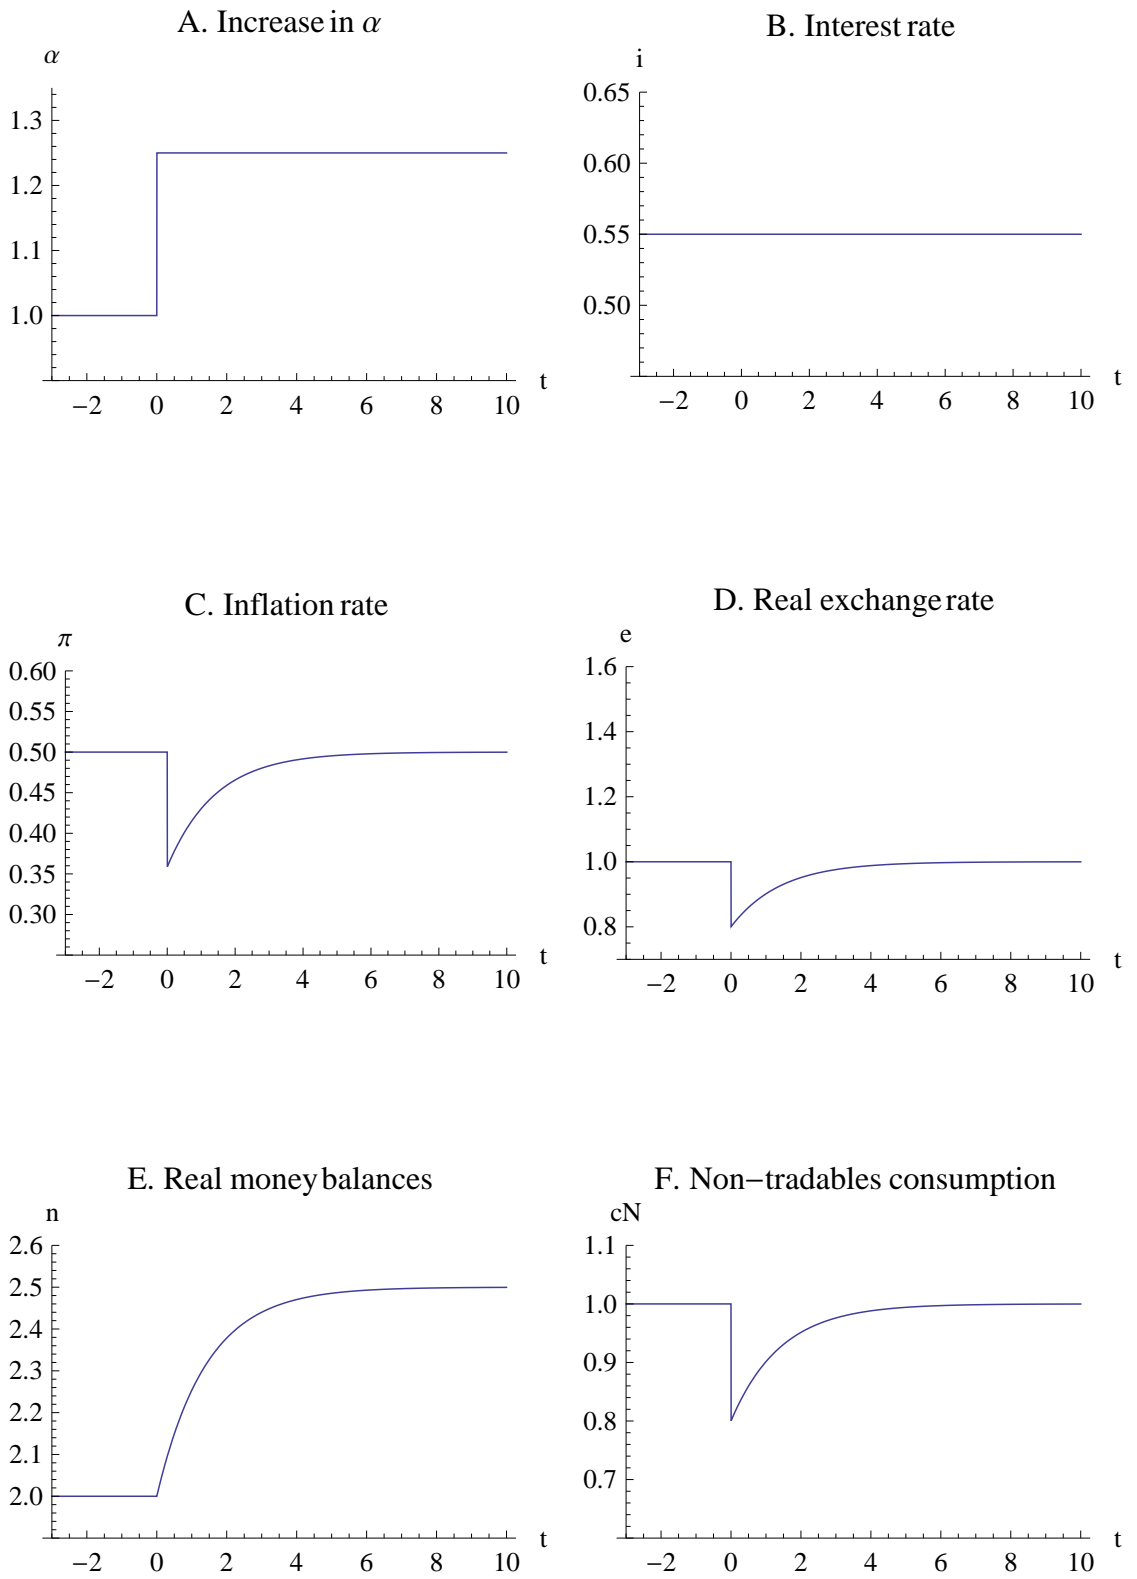 A. Increase in α
α
1.3
1.2
1.1
1.0
−2 0 2 4 6 8 10 t
B. Interest rate
i
0.65
0.60
0.55
0.50
−2 0 2 4 6 8 10 t
C. Inflation rate
π
0.60
0.55
0.50
0.45
0.40
0.35
0.30
−2 0 2 4 6 8 10 t
D. Real exchange rate
e
1.6
1.4
1.2
1.0
0.8
−2 0 2 4 6 8 10 t
E. Real money balances
n
2.6
2.5
2.4
2.3
2.2
2.1
2.0
−2 0 2 4 6 8 10 t
F. Non−tradables consumption
cN
1.1
1.0
0.9
0.8
0.7
−2 0 2 4 6 8 10 t